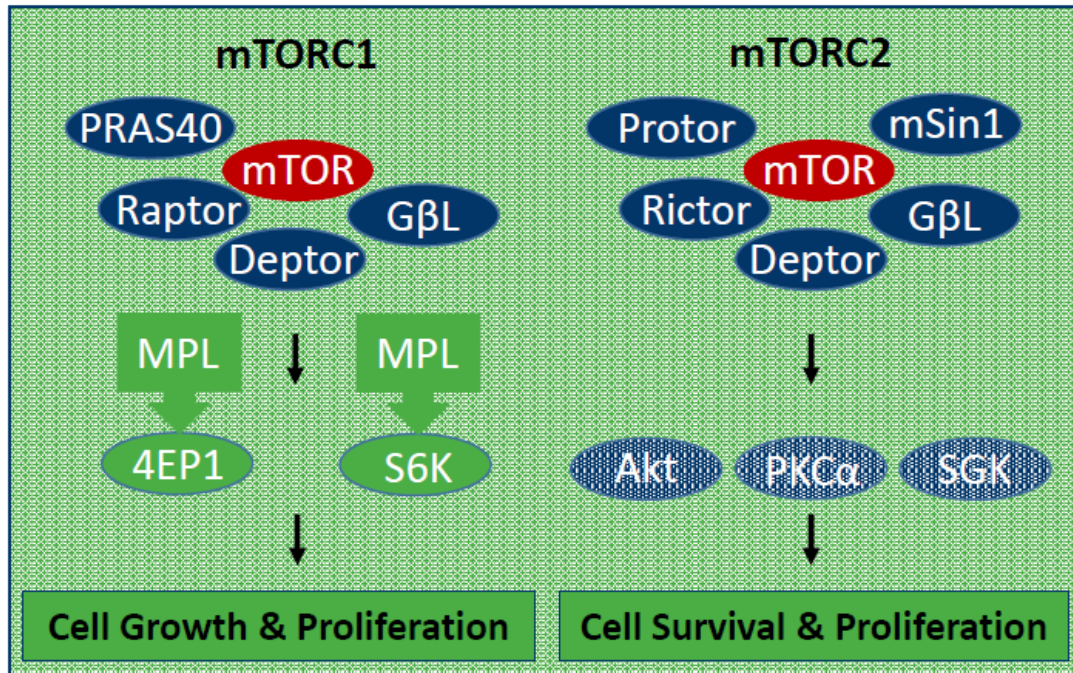 mTORC1
PRAS40
mTOR
Raptor
GβL
Deptor
MPL
MPL
4EP1
S6K
Cell Growth & Proliferation
mTORC2
Protor
mSin1
mTOR
Rictor
GβL
Deptor
Akt
PKCα
SGK
Cell Survival & Proliferation